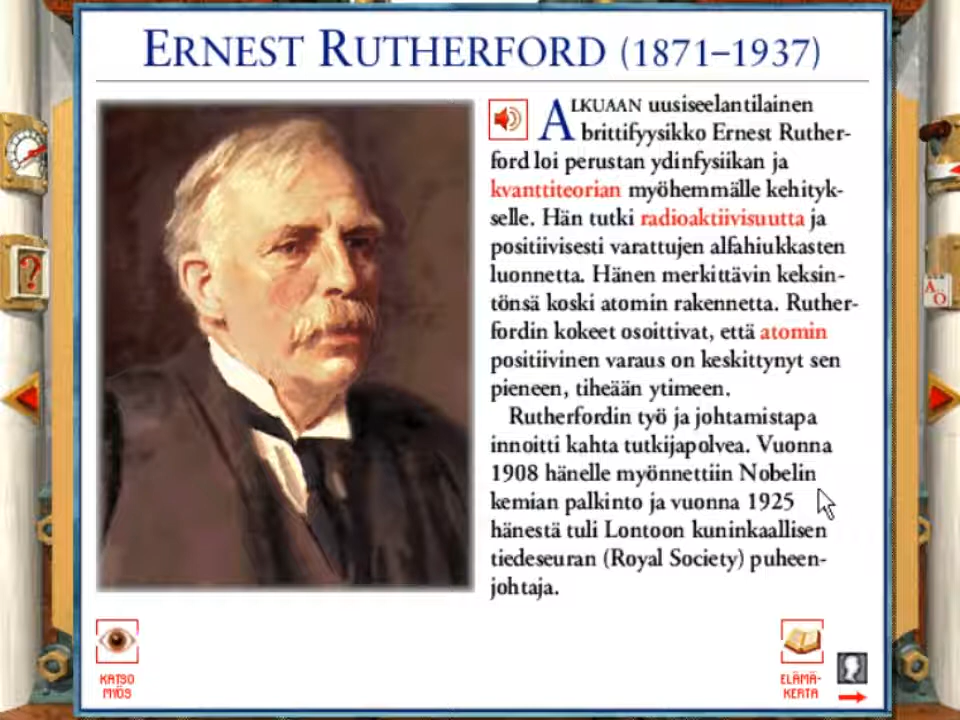 ERNEST RUTHERFORD (1871–1937)
ALKUAAN uusiseelantilainen
brittifyysikko Ernest Ruther-
ford loi perustan ydinfysiikan ja
kvanttiteorian myöhemmälle kehityk-
selle. Hän tutki radioaktiivisuutta ja
positiivisesti varattujen alfahiukkasten
luonnetta. Hänen merkittävin keksin-
tönsä koski atomin rakennetta. Ruther-
fordin kokeet osoittivat, että atomin
positiivinen varaus on keskittynyt sen
pieneen, tiheään ytimeen.
Rutherfordin työ ja johtamistapa
innoitti kahta tutkijapolvea. Vuonna
1908 hänelle myönnettiin Nobelin
kemian palkinto ja vuonna 1925
hänestä tuli Lontoon kuninkaallisen
tiedeseuran (Royal Society) puheen-
johtaja.
KATSO
MYÖS
ELÄMÄ-
KERTA
?
A
Ö